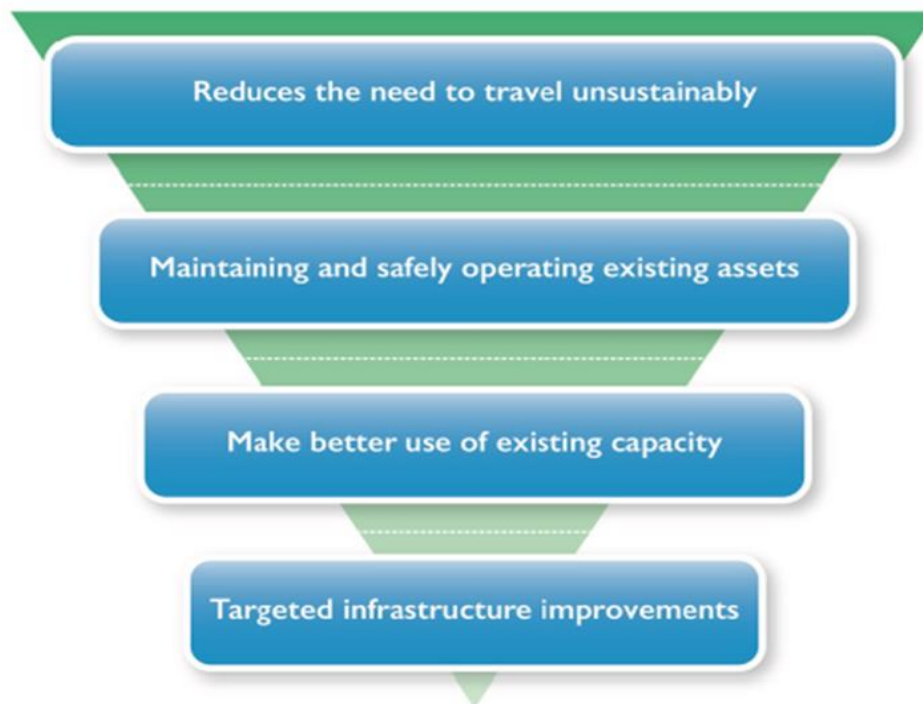 Reduces the need to travel unsustainably
Maintaining and safely operating existing assets
Make better use of existing capacity
Targeted infrastructure improvements